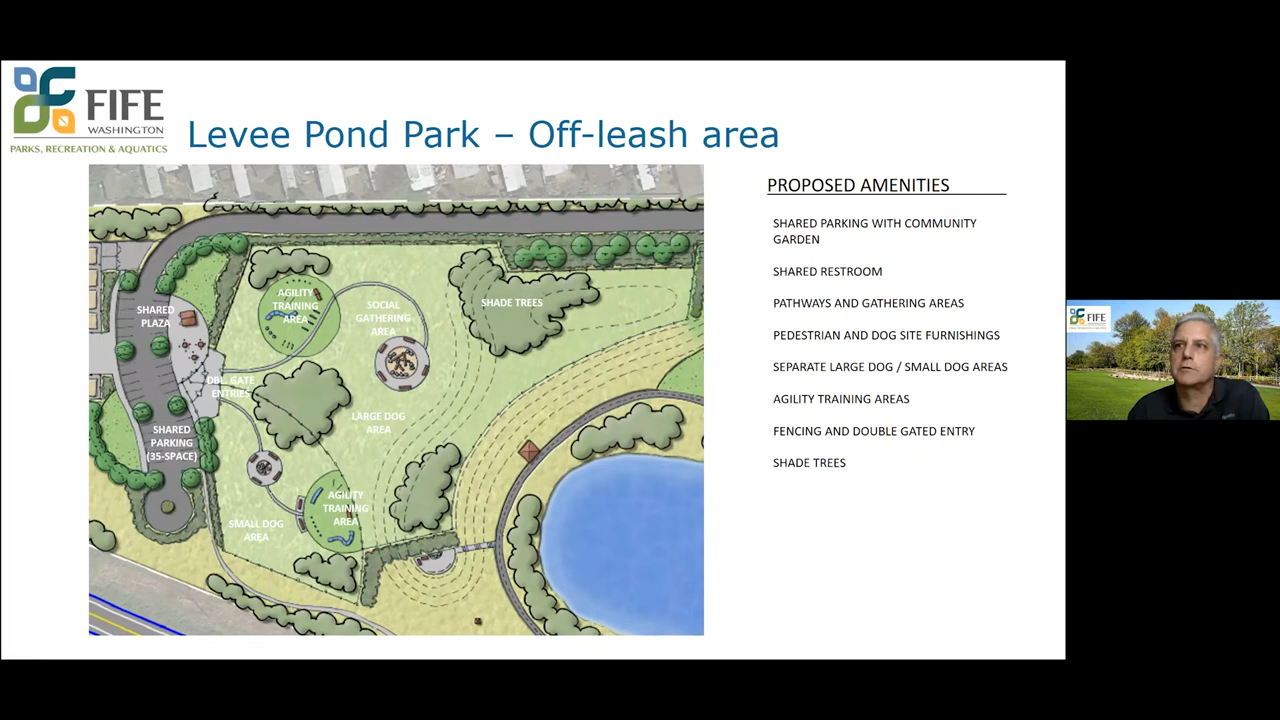 FIFE
WASHINGTON
PARKS, RECREATION & AQUATICS
Levee Pond Park – Off-leash area
AGILITY
TRAINING
AREA
SOCIAL
GATHERING
AREA
SHADE TREES
SHARED
PLAZA
DBL. GATE
ENTRIES
LARGE DOG
AREA
SHARED
PARKING
(35-SPACE)
AGILITY
TRAINING
AREA
SMALL DOG
AREA
PROPOSED AMENITIES
SHARED PARKING WITH COMMUNITY
GARDEN
SHARED RESTROOM
PATHWAYS AND GATHERING AREAS
PEDESTRIAN AND DOG SITE FURNISHINGS
SEPARATE LARGE DOG / SMALL DOG AREAS
AGILITY TRAINING AREAS
FENCING AND DOUBLE GATED ENTRY
SHADE TREES
FIFE